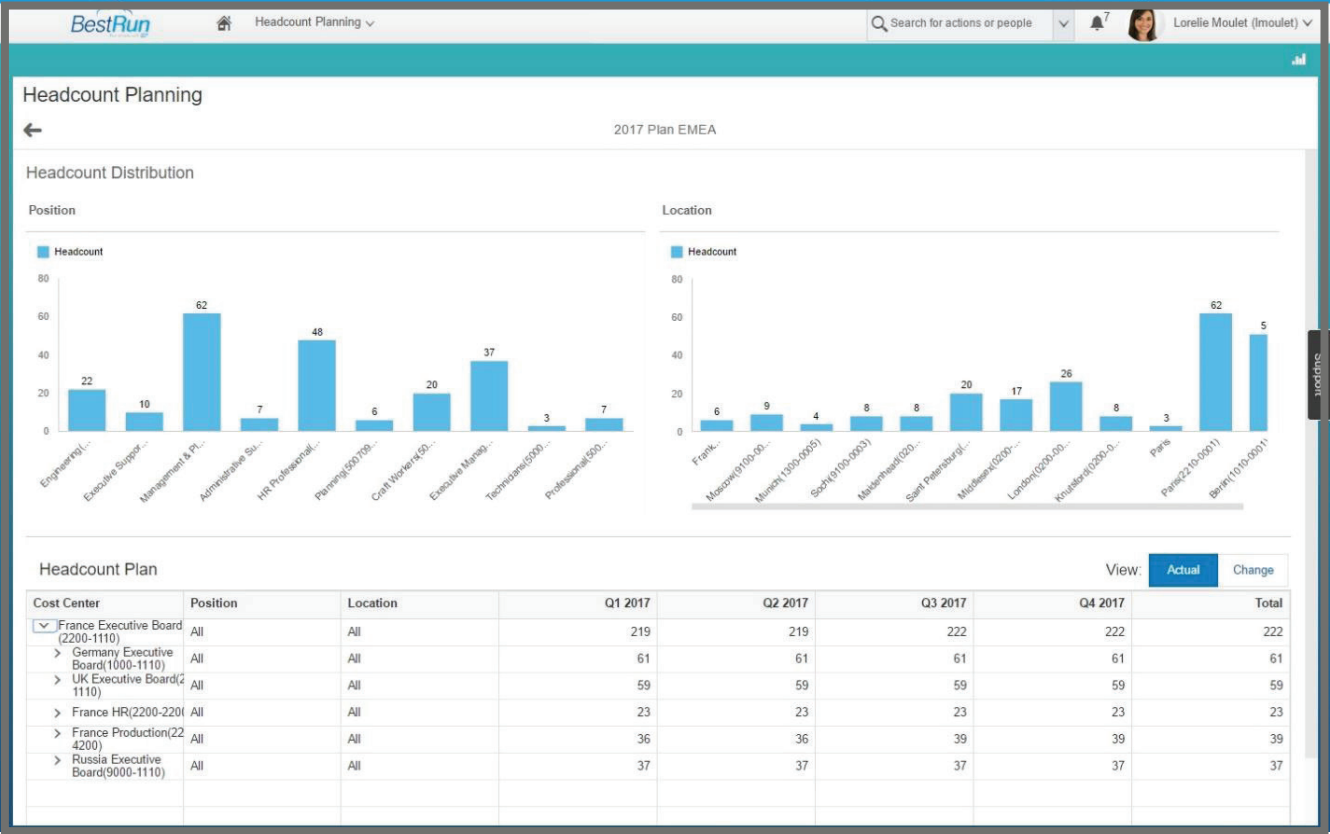 BestRun
Headcount Planning
Search for actions or people
7
Lorelie Moulet (lmoulet)
Headcount Planning
2017 Plan EMEA
Headcount Distribution
Position
Headcount
80
60
40
20
0
22
10
62
7
48
6
20
37
3
7
Engineering(...
Executive Suppor...
Management & Pl...
Administrative Su...
HR Professional(...
Planning(500709...
Craft Workers(50...
Executive Manag...
Technicians(5000...
Professional(500...
Location
Headcount
80
60
40
20
0
6
9
4
8
8
20
17
26
8
3
62
5
Frank...
Moscow(9100-00...
Munich(1300-0005)
Sochi(9100-0003)
Maidenhead(020...
Saint Petersburg(...
Middlesex(0200-...
London(0200-00...
Knutsford(0200-0...
Paris
Paris(2210-0001)
Berlin(1010-0001)
Support
Headcount Plan
View: Actual Change
Cost Center Position Location Q1 2017 Q2 2017 Q3 2017 Q4 2017 Total
France Executive Board
(2200-1110) All All 219 219 222 222 222
Germany Executive
Board(1000-1110) All All 61 61 61 61 61
UK Executive Board(2
1110) All All 59 59 59 59 59
France HR(2200-220( All All 23 23 23 23 23
France Production(22
4200) All All 36 36 39 39 39
Russia Executive
Board(9000-1110) All All 37 37 37 37 37